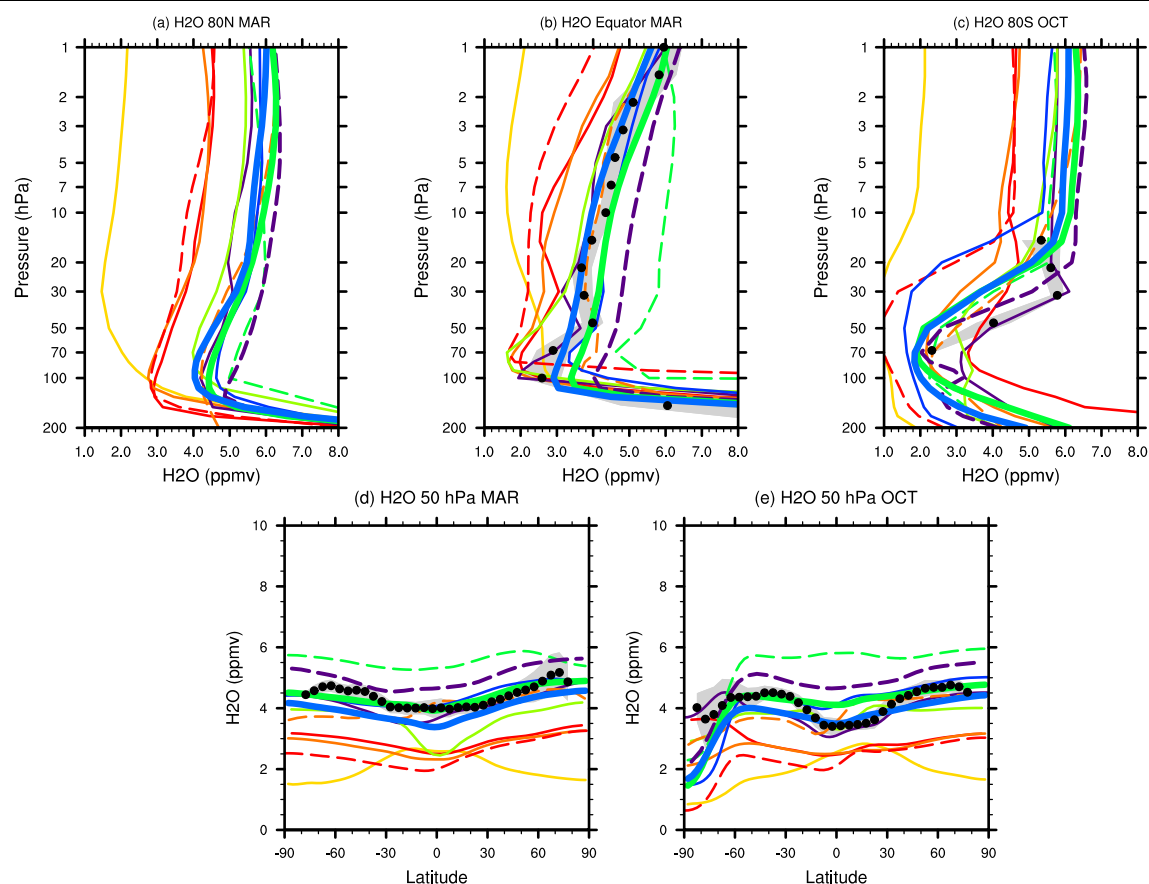 (a) H2O 80N MAR
(b) H2O Equator MAR
(c) H2O 80S OCT
Pressure (hPa)
1
2
3
5
7
10
20
30
50
70
100
200
1.0 2.0 3.0 4.0 5.0 6.0 7.0 8.0
H2O (ppmv)
Pressure (hPa)
1
2
3
5
7
10
20
30
50
70
100
200
1.0 2.0 3.0 4.0 5.0 6.0 7.0 8.0
H2O (ppmv)
Pressure (hPa)
1
2
3
5
7
10
20
30
50
70
100
200
1.0 2.0 3.0 4.0 5.0 6.0 7.0 8.0
H2O (ppmv)
(d) H2O 50 hPa MAR
H2O (ppmv)
10
8
6
4
2
0
-90 -60 -30 0 30 60 90
Latitude
(e) H2O 50 hPa OCT
H2O (ppmv)
10
8
6
4
2
0
-90 -60 -30 0 30 60 90
Latitude